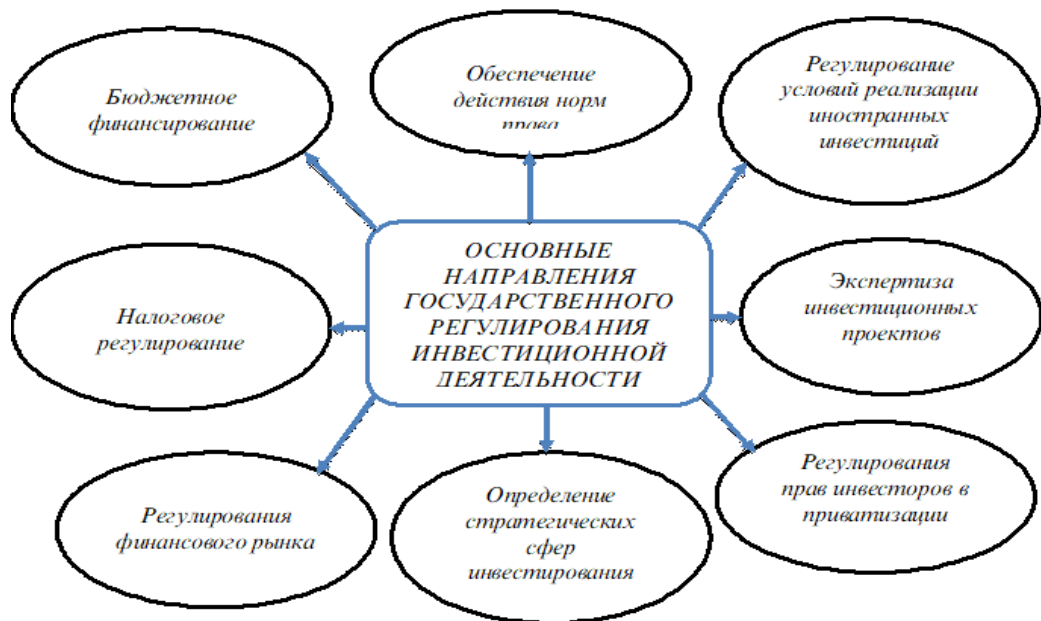 Бюджетное
финансирование
Обеспечение
действия норм
права
Регулирование
условий реализации
иностранных
инвестиций
ОСНОВНЫЕ
НАПРАВЛЕНИЯ
ГОСУДАРСТВЕННОГО
РЕГУЛИРОВАНИЯ
ИНВЕСТИЦИОННОЙ
ДЕЯТЕЛЬНОСТИ
Налоговое
регулирование
Экспертиза
инвестиционных
проектов
Регулирования
финансового рынка
Определение
стратегических
сфер
инвестирования
Регулирования
прав инвесторов в
приватизации